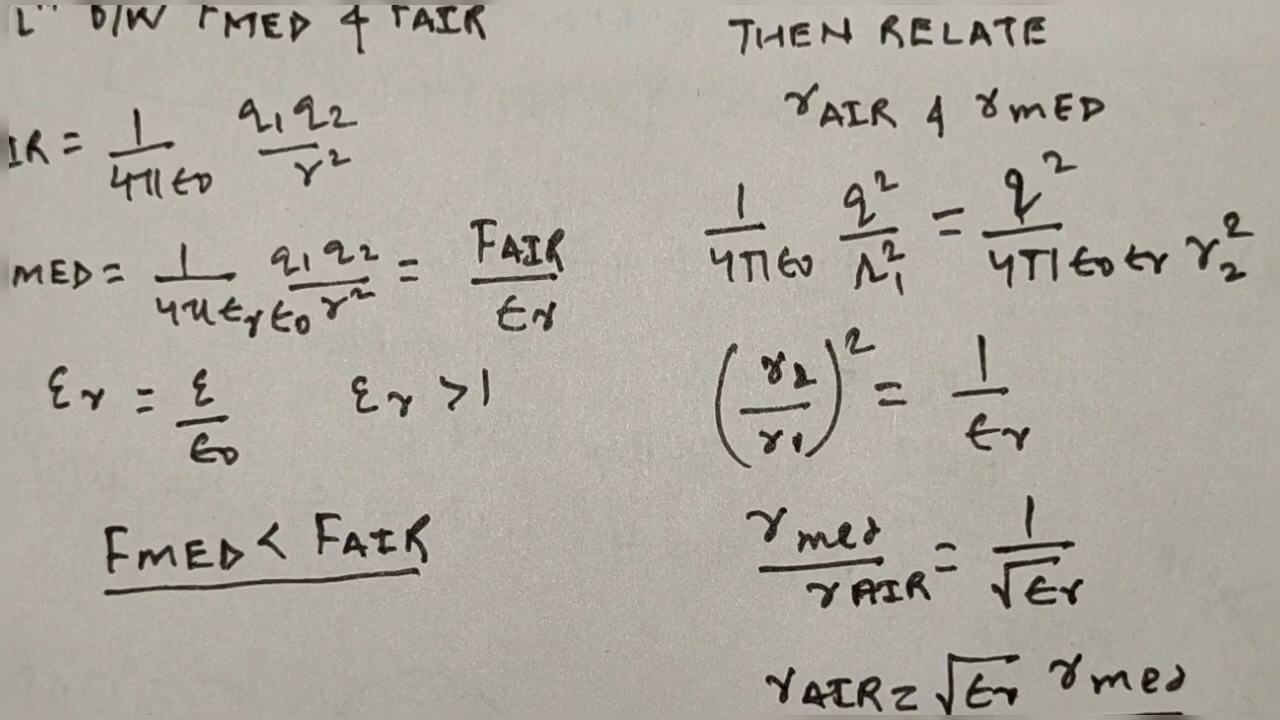 Lⁿ B/W FMED & FAIR
IR = 1/4πϵ0 q1q2/r²
MED = 1/4πϵrϵ0 q1q2/r² = FAIR/ϵr
εr = ε/ϵ0 εr > 1
FMED < FAIR
THEN RELATE
rAIR & rMED
1/4πϵ0 q²/r1² = q²/4πϵ0ϵr r2²
(r2/r1)² = 1/ϵr
rmed/rAIR = 1/√ϵr
rAIR = √ϵr rmed